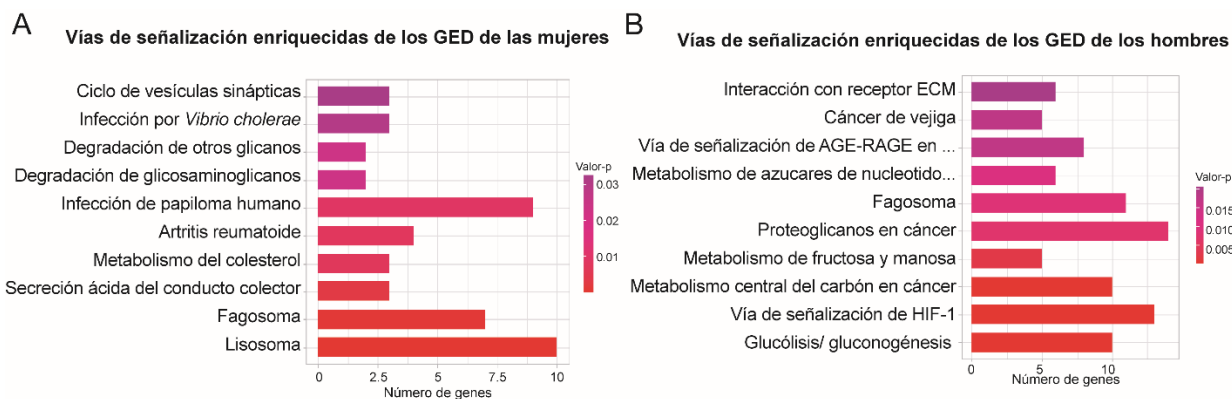 A
Vías de señalización enriquecidas de los GED de las mujeres
Ciclo de vesículas sinápticas
Infección por Vibrio cholerae
Degradación de otros glicanos
Degradación de glicosaminoglicanos
Infección de papiloma humano
Artritis reumatoide
Metabolismo del colesterol
Secreción ácida del conducto colector
Fagosoma
Lisosoma
0 2.5 5.0 7.5 10
Número de genes
Valor-p
0.03
0.02
0.01
B
Vías de señalización enriquecidas de los GED de los hombres
Interacción con receptor ECM
Cáncer de vejiga
Vía de señalización de AGE-RAGE en ...
Metabolismo de azucares de nucleotido...
Fagosoma
Proteoglicanos en cáncer
Metabolismo de fructosa y manosa
Metabolismo central del carbón en cáncer
Vía de señalización de HIF-1
Glucólisis/ gluconogénesis
0 5 10
Número de genes
Valor-p
0.015
0.010
0.005